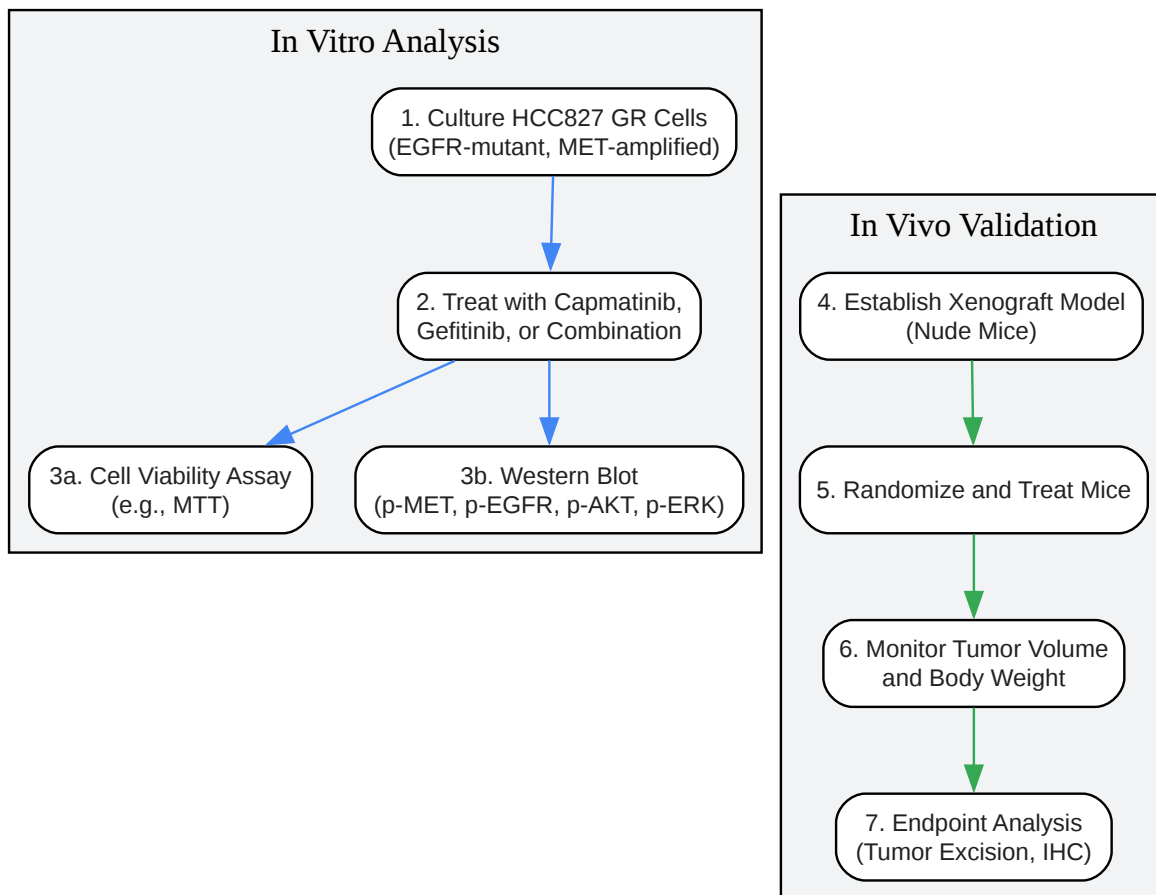 In Vitro Analysis
1. Culture HCC827 GR Cells
(EGFR-mutant, MET-amplified)
2. Treat with Capmatinib,
Gefitinib, or Combination
3a. Cell Viability Assay
(e.g., MTT)
3b. Western Blot
(p-MET, p-EGFR, p-AKT, p-ERK)
In Vivo Validation
4. Establish Xenograft Model
(Nude Mice)
5. Randomize and Treat Mice
6. Monitor Tumor Volume
and Body Weight
7. Endpoint Analysis
(Tumor Excision, IHC)